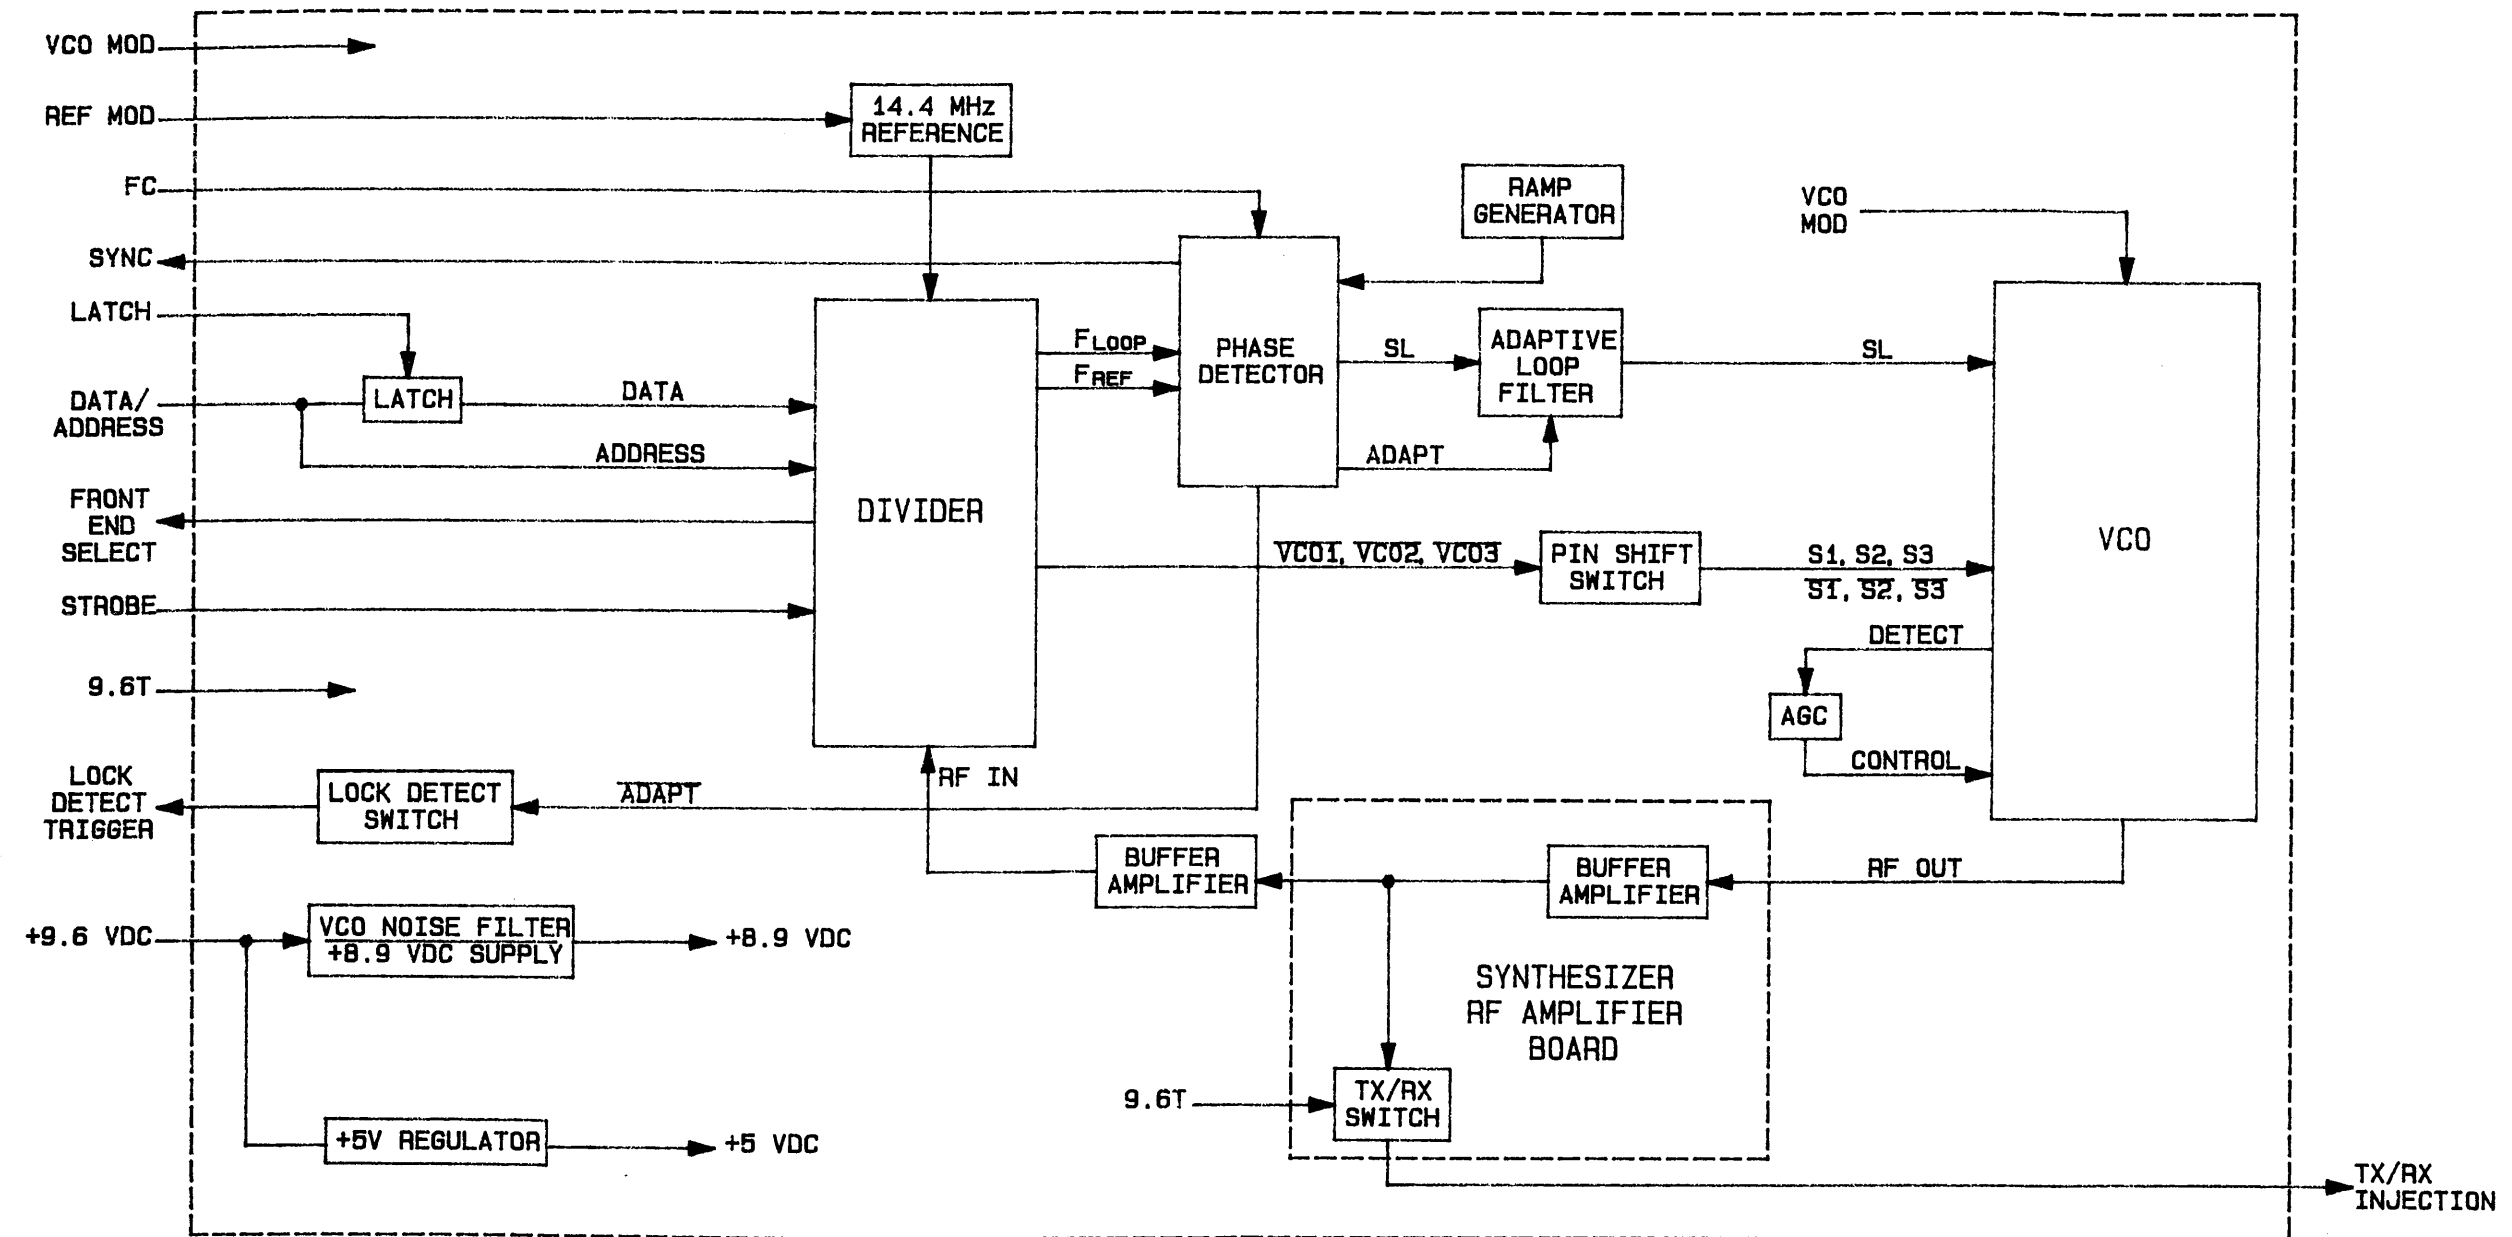 VCO MOD
REF MOD
14.4 MHz
REFERENCE
FC
RAMP
GENERATOR
VCO
MOD
SYNC
LATCH
FLOOP
FREF
PHASE
DETECTOR
SL
ADAPTIVE
LOOP
FILTER
SL
DATA/
ADDRESS
LATCH
DATA
ADDRESS
ADAPT
FRONT
END
SELECT
DIVIDER
VCO1, VCO2, VCO3
PIN SHIFT
SWITCH
S1, S2, S3
S1, S2, S3
VCO
STROBE
DETECT
9.6T
AGC
CONTROL
LOCK
DETECT
TRIGGER
LOCK DETECT
SWITCH
ADAPT
RF IN
BUFFER
AMPLIFIER
BUFFER
AMPLIFIER
RF OUT
+9.6 VDC
VCO NOISE FILTER
+8.9 VDC SUPPLY
+8.9 VDC
SYNTHESIZER
RF AMPLIFIER
BOARD
9.6T
TX/RX
SWITCH
+5V REGULATOR
+5 VDC
TX/RX
INJECTION